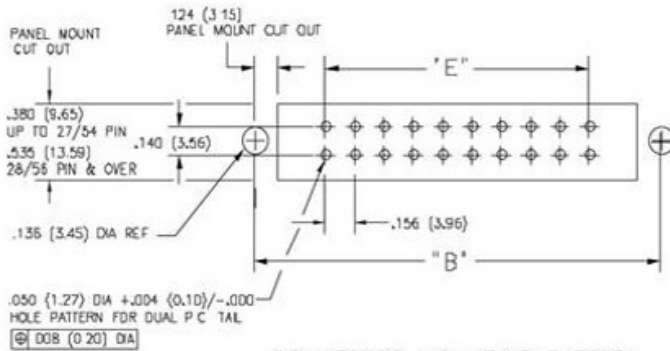 .124 (3.15)
PANEL MOUNT CUT OUT
PANEL MOUNT
CUT OUT
"E"
.380 (9.65)
UP TO 27/54 PIN
.140 (3.56)
.535 (13.59)
28/56 PIN & OVER
.136 (3.45) DIA REF
.156 (3.96)
"B"
.050 (1.27) DIA +.004 (0.10)/-.000
HOLE PATTERN FOR DUAL P C TAIL
⌖ .008 (0.20) DIA